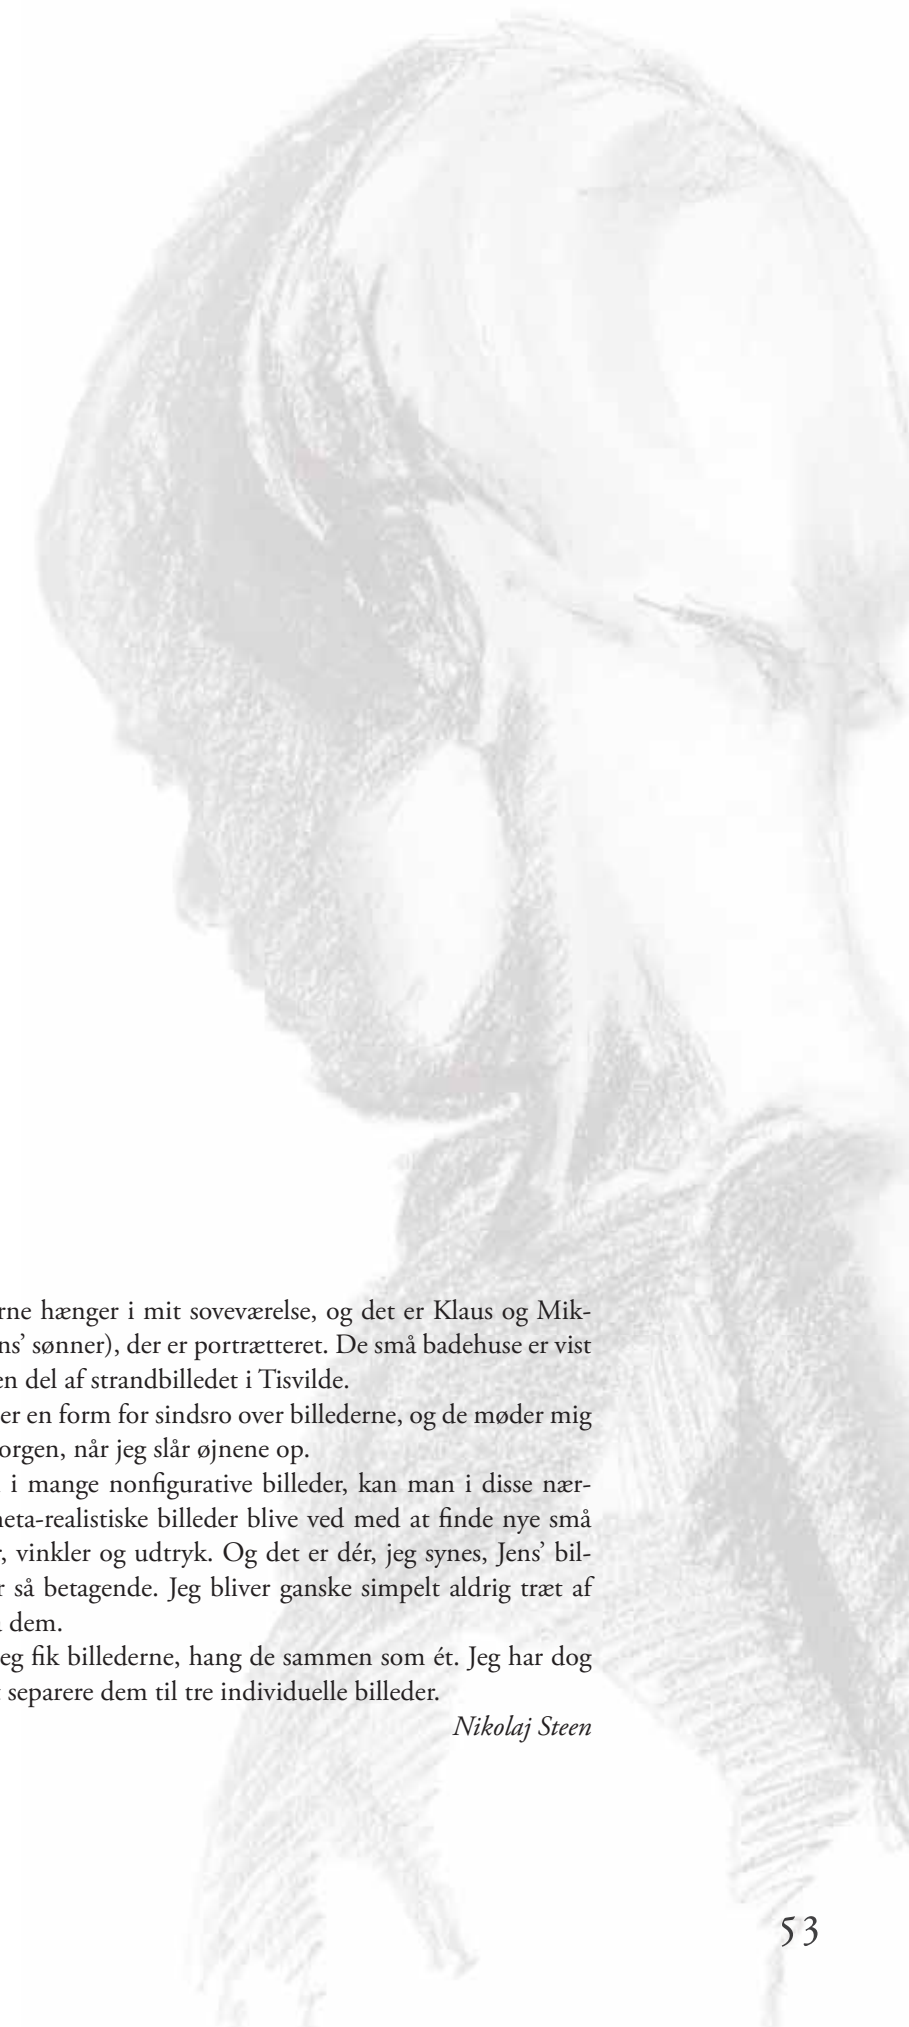 rne hænger i mit soveværelse, og det er Klaus og Mik-
ns’ sønner), der er portrætteret. De små badehuse er vist
en del af strandbilledet i Tisvilde.
er en form for sindsro over billederne, og de møder mig
orgen, når jeg slår øjnene op.
i mange nonfigurative billeder, kan man i disse nær-
eta-realistiske billeder blive ved med at finde nye små
, vinkler og udtryk. Og det er dér, jeg synes, Jens’ bil-
r så betagende. Jeg bliver ganske simpelt aldrig træt af
dem.
eg fik billederne, hang de sammen som ét. Jeg har dog
separere dem til tre individuelle billeder.
Nikolaj Steen
53